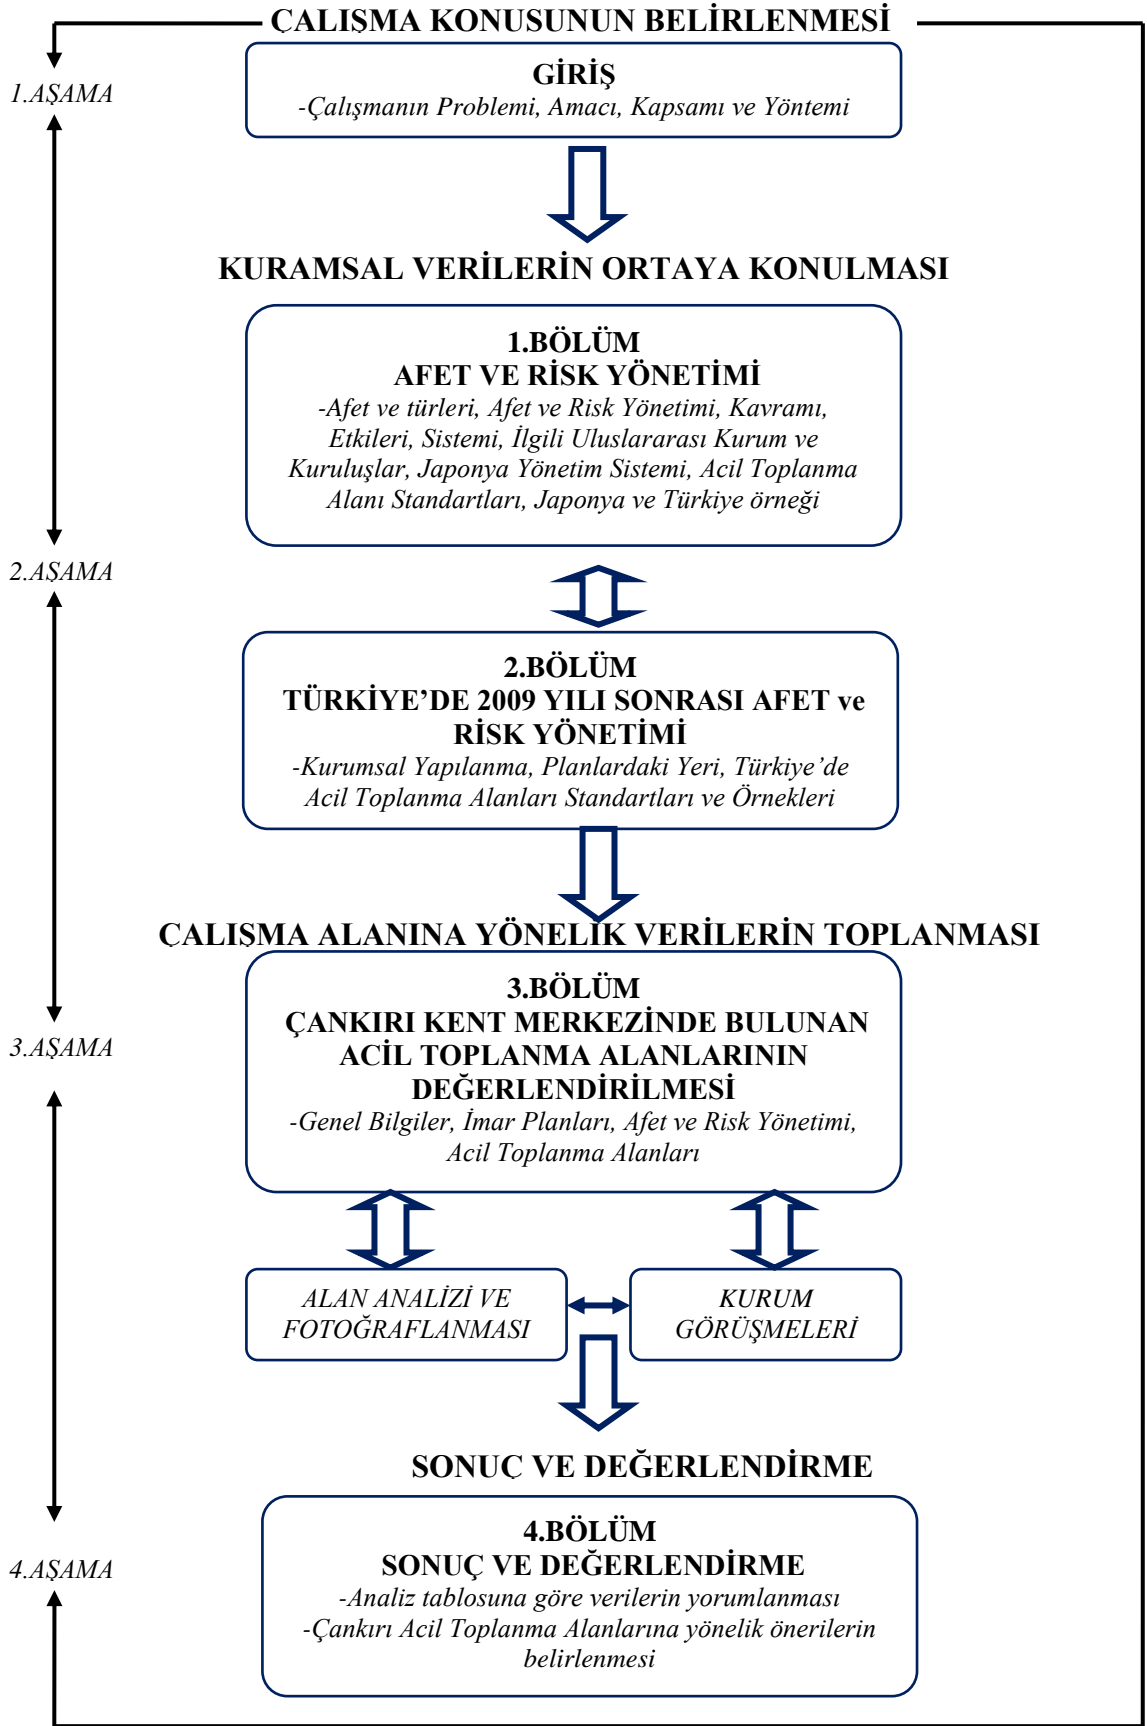 ÇALIŞMA KONUSUNUN BELİRLENMESİ
GİRİŞ
-Çalışmanın Problemi, Amacı, Kapsamı ve Yöntemi
1.AŞAMA
KURAMSAL VERİLERİN ORTAYA KONULMASI
1.BÖLÜM
AFET VE RİSK YÖNETİMİ
-Afet ve türleri, Afet ve Risk Yönetimi, Kavramı,
Etkileri, Sistemi, İlgili Uluslararası Kurum ve
Kuruluşlar, Japonya Yönetim Sistemi, Acil Toplanma
Alanı Standartları, Japonya ve Türkiye örneği
2.AŞAMA
2.BÖLÜM
TÜRKİYE’DE 2009 YILI SONRASI AFET ve
RİSK YÖNETİMİ
-Kurumsal Yapılanma, Planlardaki Yeri, Türkiye’de
Acil Toplanma Alanları Standartları ve Örnekleri
ÇALIŞMA ALANINA YÖNELİK VERİLERİN TOPLANMASI
3.BÖLÜM
ÇANKIRI KENT MERKEZİNDE BULUNAN
ACİL TOPLANMA ALANLARININ
DEĞERLENDİRİLMESİ
-Genel Bilgiler, İmar Planları, Afet ve Risk Yönetimi,
Acil Toplanma Alanları
3.AŞAMA
ALAN ANALİZİ VE
FOTOĞRAFLANMASI
KURUM
GÖRÜŞMELERİ
SONUÇ VE DEĞERLENDİRME
4.BÖLÜM
SONUÇ VE DEĞERLENDİRME
-Analiz tablosuna göre verilerin yorumlanması
-Çankırı Acil Toplanma Alanlarına yönelik önerilerin
belirlenmesi
4.AŞAMA